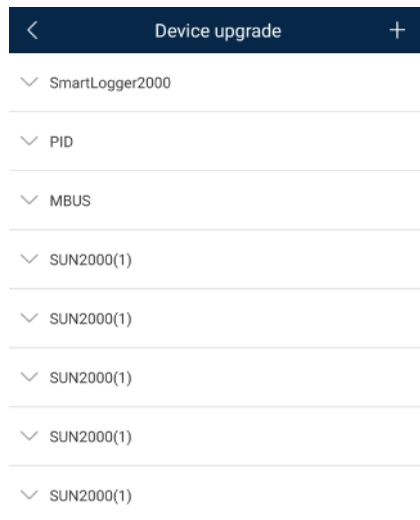 Device upgrade
SmartLogger2000
PID
MBUS
SUN2000(1)
SUN2000(1)
SUN2000(1)
SUN2000(1)
SUN2000(1)